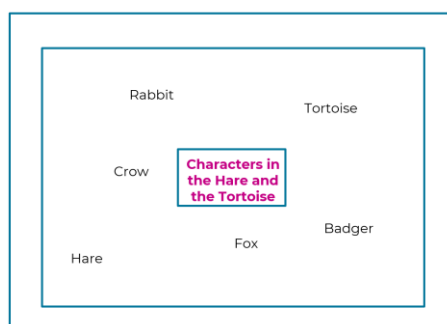 Rabbit
Tortoise
Crow
Characters in
the Hare and
the Tortoise
Badger
Fox
Hare